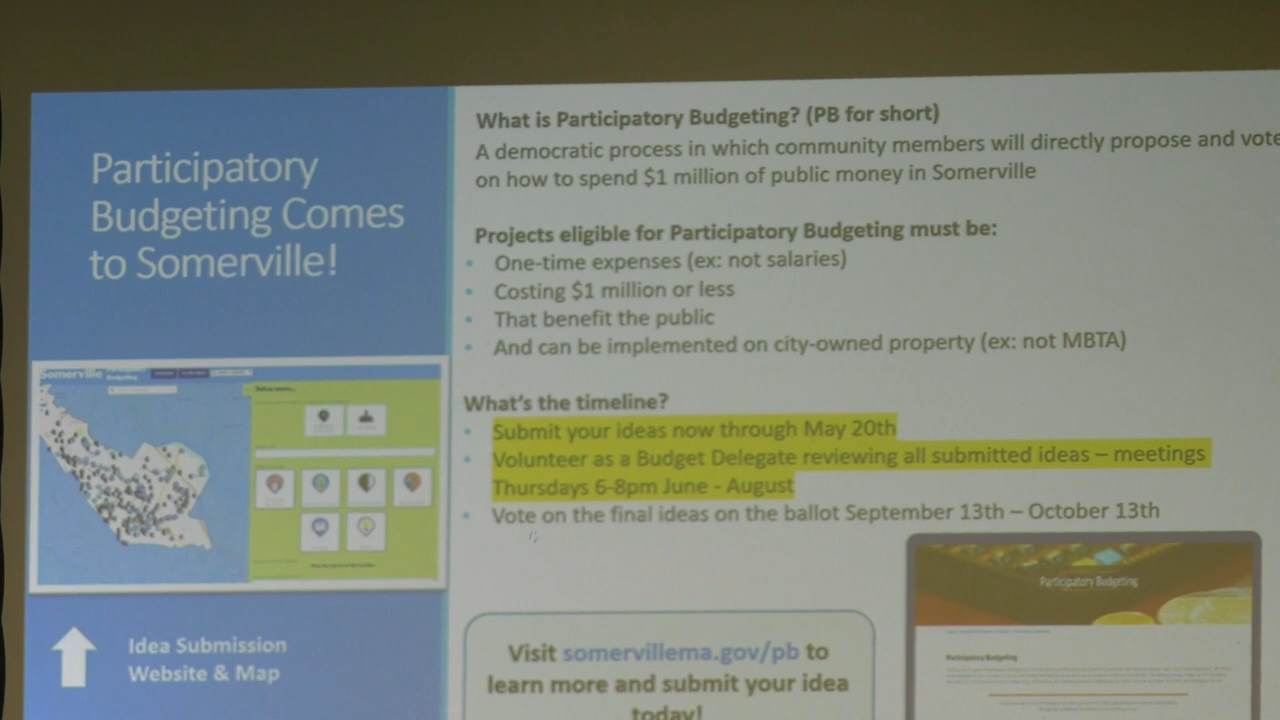 Participatory
Budgeting Comes
to Somerville!
Somerville Participatory
Budgeting
Idea Submission
Website & Map
What is Participatory Budgeting? (PB for short)
A democratic process in which community members will directly propose and vote
on how to spend $1 million of public money in Somerville
Projects eligible for Participatory Budgeting must be:
• One-time expenses (ex: not salaries)
• Costing $1 million or less
• That benefit the public
• And can be implemented on city-owned property (ex: not MBTA)
What's the timeline?
• Submit your ideas now through May 20th
• Volunteer as a Budget Delegate reviewing all submitted ideas – meetings
Thursdays 6-8pm June - August
• Vote on the final ideas on the ballot September 13th – October 13th
Visit somervillema.gov/pb to
learn more and submit your idea
today!
Participatory Budgeting
Participatory Budgeting